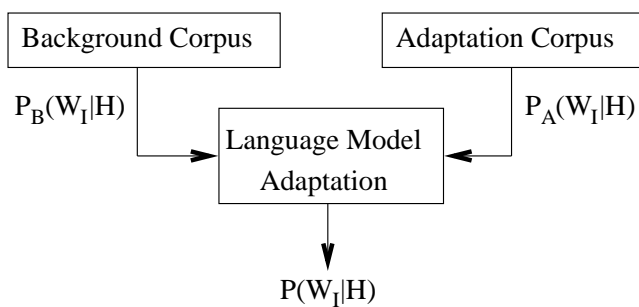 Background Corpus
Adaptation Corpus
P_B(W_I|H)
P_A(W_I|H)
Language Model
Adaptation
P(W_I|H)